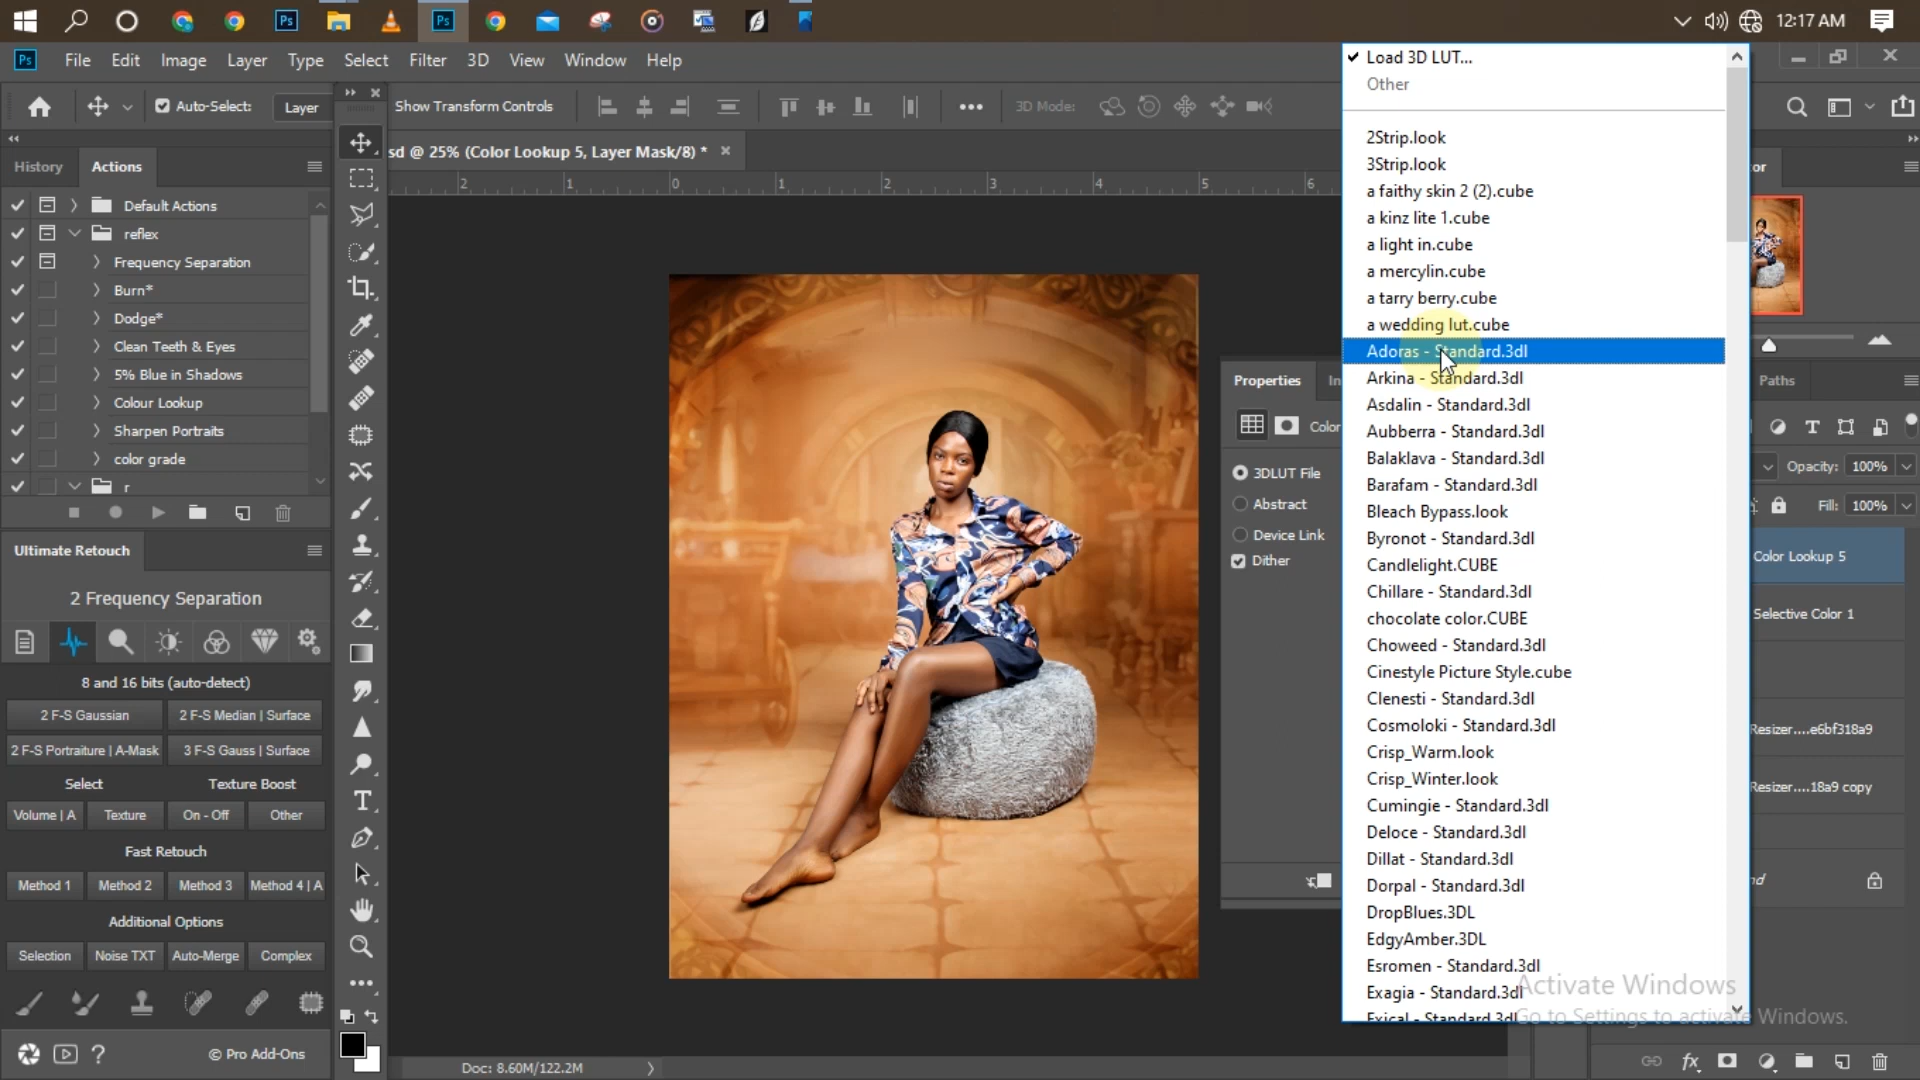 12:17 AM
File Edit Image Layer Type Select Filter 3D View Window Help
Auto-Select: Layer Show Transform Controls 3D Mode:
sd @ 25% (Color Lookup 5, Layer Mask/8) *
2 1 0 1 2 3 4 5 6
History Actions
Default Actions
reflex
Frequency Separation
Burn*
Dodge*
Clean Teeth & Eyes
5% Blue in Shadows
Colour Lookup
Sharpen Portraits
color grade
r
Ultimate Retouch
2 Frequency Separation
8 and 16 bits (auto-detect)
2 F-S Gaussian 2 F-S Median | Surface
2 F-S Portraiture | A-Mask 3 F-S Gauss | Surface
Select Texture Boost
Volume | A Texture On - Off Other
Fast Retouch
Method 1 Method 2 Method 3 Method 4 | A
Additional Options
Selection Noise TXT Auto-Merge Complex
© Pro Add-Ons
Doc: 8.60M/122.2M
Properties In
Color
3DLUT File
Abstract
Device Link
Dither
Load 3D LUT...
Other
2Strip.look
3Strip.look
a faithy skin 2 (2).cube
a kinz lite 1.cube
a light in.cube
a mercylin.cube
a tarry berry.cube
a wedding lut.cube
Adoras - Standard.3dl
Arkina - Standard.3dl
Asdalin - Standard.3dl
Aubberra - Standard.3dl
Balaklava - Standard.3dl
Barafam - Standard.3dl
Bleach Bypass.look
Byronot - Standard.3dl
Candlelight.CUBE
Chillare - Standard.3dl
chocolate color.CUBE
Choweed - Standard.3dl
Cinestyle Picture Style.cube
Clenesti - Standard.3dl
Cosmoloki - Standard.3dl
Crisp_Warm.look
Crisp_Winter.look
Cumingie - Standard.3dl
Deloce - Standard.3dl
Dillat - Standard.3dl
Dorpal - Standard.3dl
DropBlues.3DL
EdgyAmber.3DL
Esromen - Standard.3dl
Exagia - Standard.3dl
Exical - Standard.3dl
or
Paths
Opacity: 100%
Fill: 100%
Color Lookup 5
Selective Color 1
Resizer....e6bf318a9
Resizer....18a9 copy
nd
Activate Windows
Go to Settings to activate Windows.